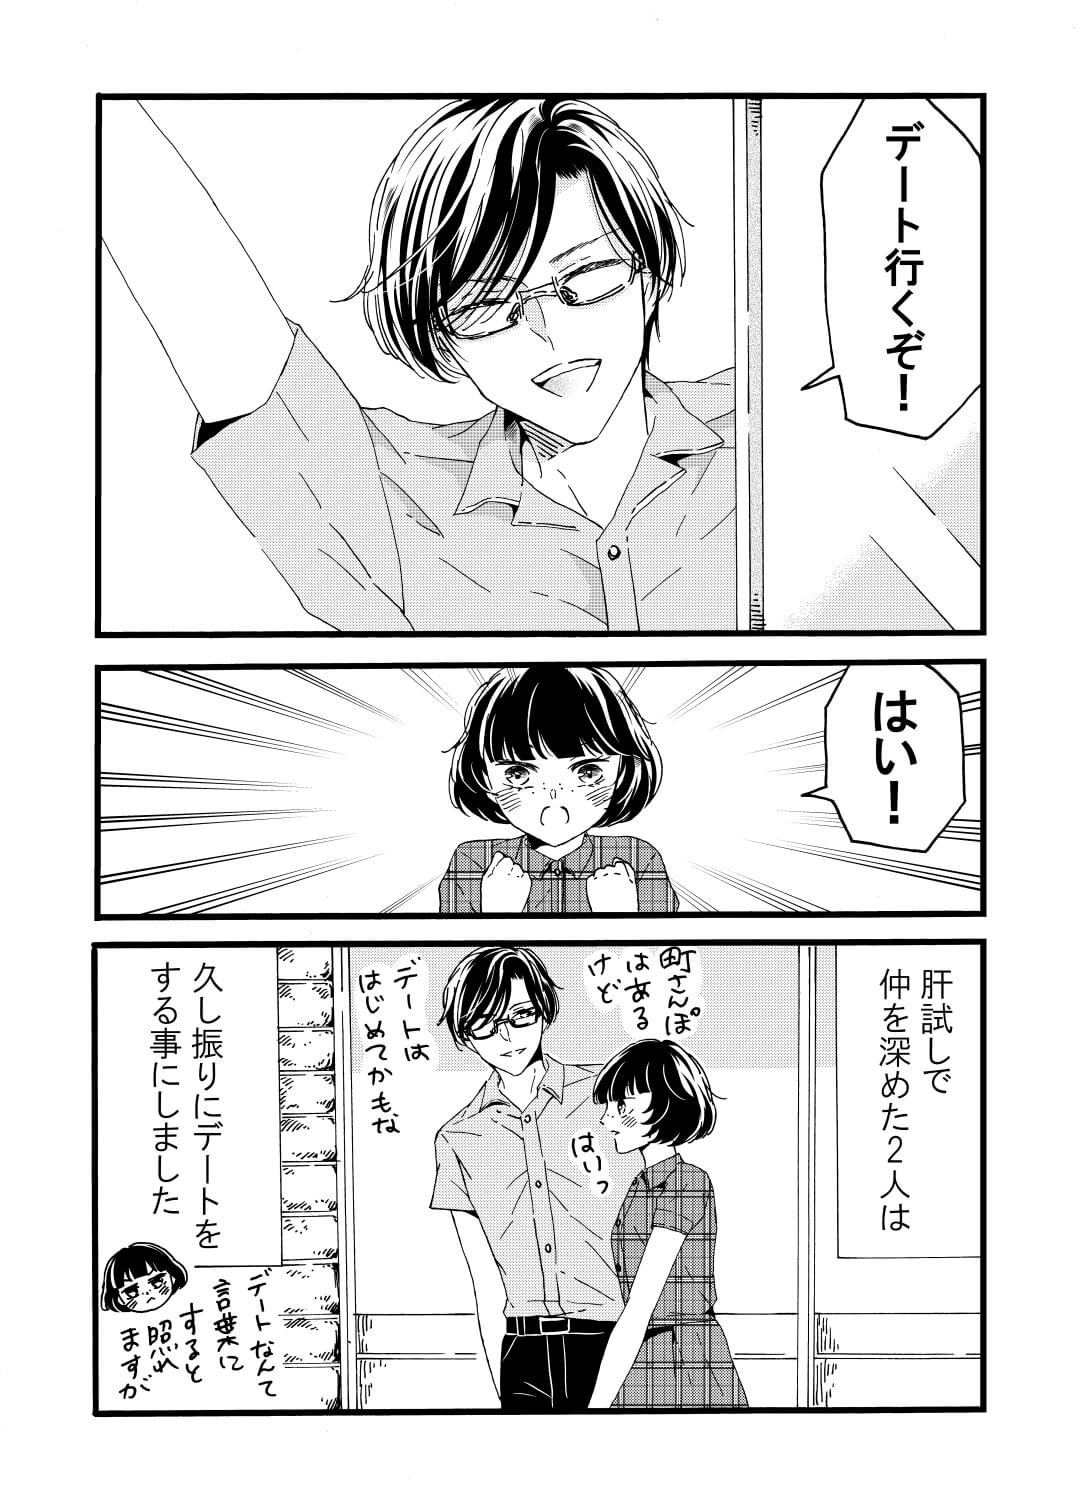 デート行くぞ！
はい！
肝試しで
仲を深めた2人は
町さんぽ
はある
けど
デートは
はじめてかもな
はいっ
久し振りにデートを
する事にしました
デートなんて
言葉に
すると
照れ
ますが